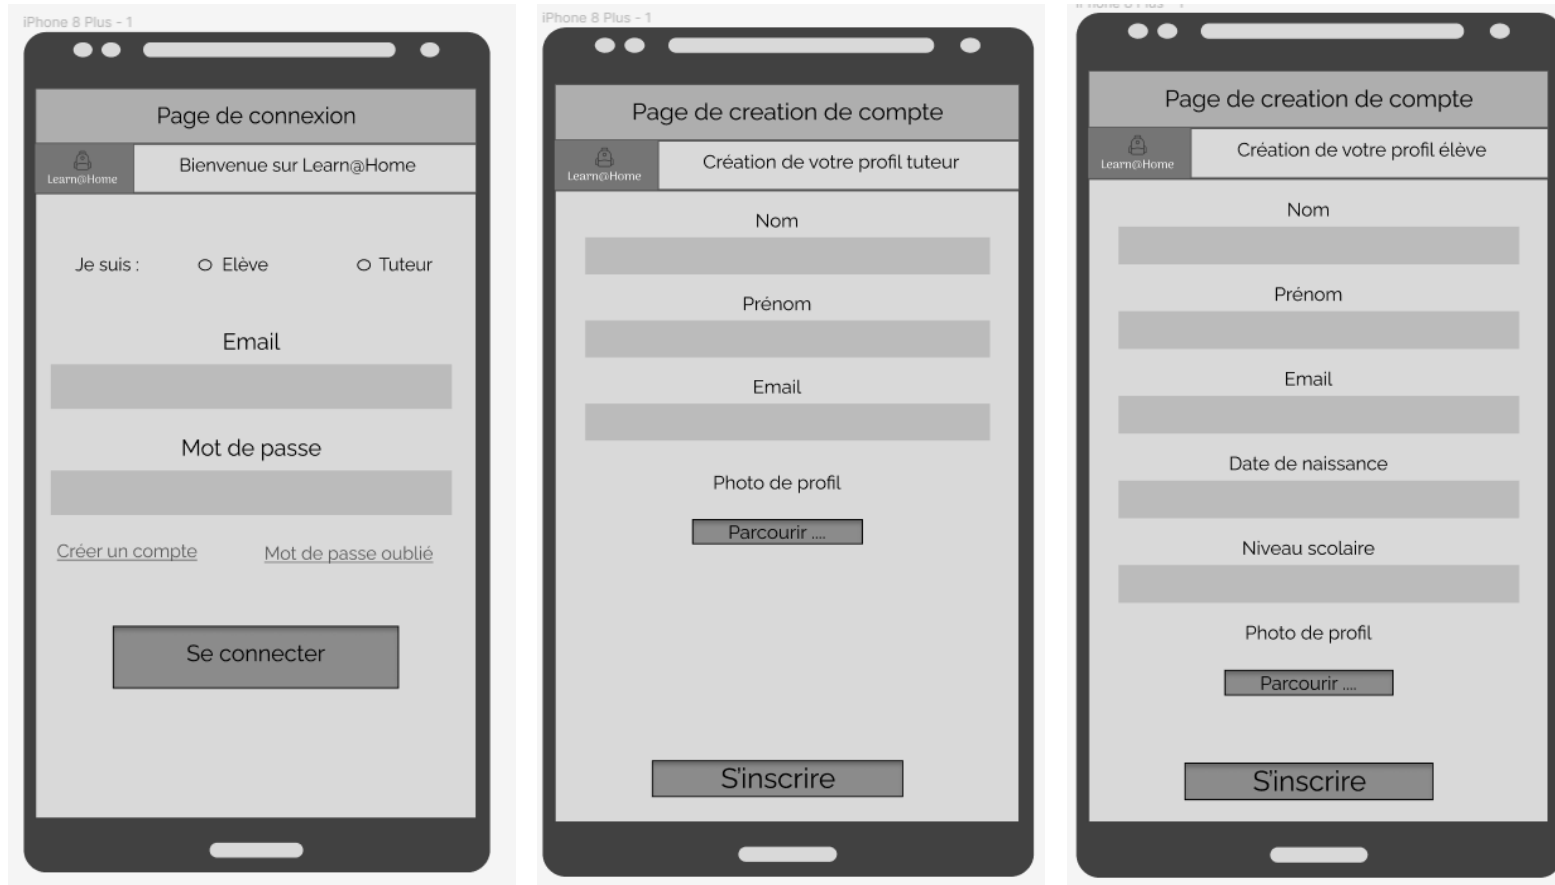 iPhone 8 Plus - 1
Page de connexion
Learn@Home
Bienvenue sur Learn@Home
Je suis :
Elève
Tuteur
Email
Mot de passe
Créer un compte
Mot de passe oublié
Se connecter
iPhone 8 Plus - 1
Page de creation de compte
Learn@Home
Création de votre profil tuteur
Nom
Prénom
Email
Photo de profil
Parcourir ....
S'inscrire
Page de creation de compte
Learn@Home
Création de votre profil élève
Nom
Prénom
Email
Date de naissance
Niveau scolaire
Photo de profil
Parcourir ....
S'inscrire